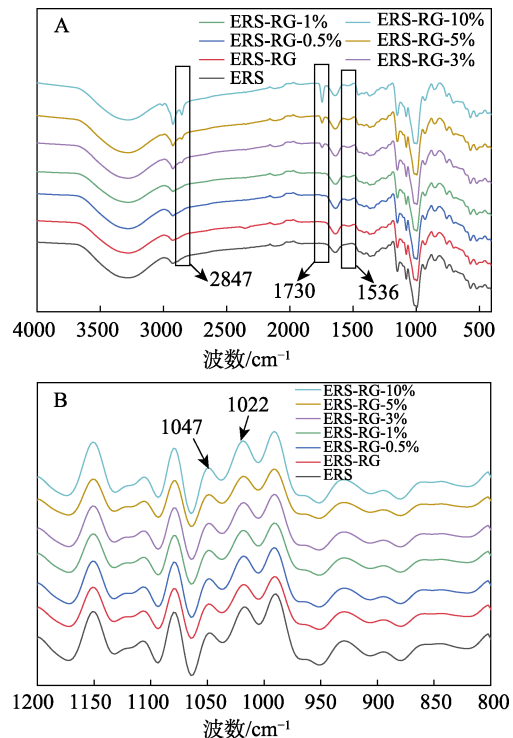 A
ERS-RG-1% ERS-RG-10%
ERS-RG-0.5% ERS-RG-5%
ERS-RG ERS-RG-3%
ERS
2847 1730 1536
4000 3500 3000 2500 2000 1500 1000 500
波数/cm⁻¹
B
ERS-RG-10%
ERS-RG-5%
ERS-RG-3%
ERS-RG-1%
ERS-RG-0.5%
ERS-RG
ERS
1047 1022
1200 1150 1100 1050 1000 950 900 850 800
波数/cm⁻¹